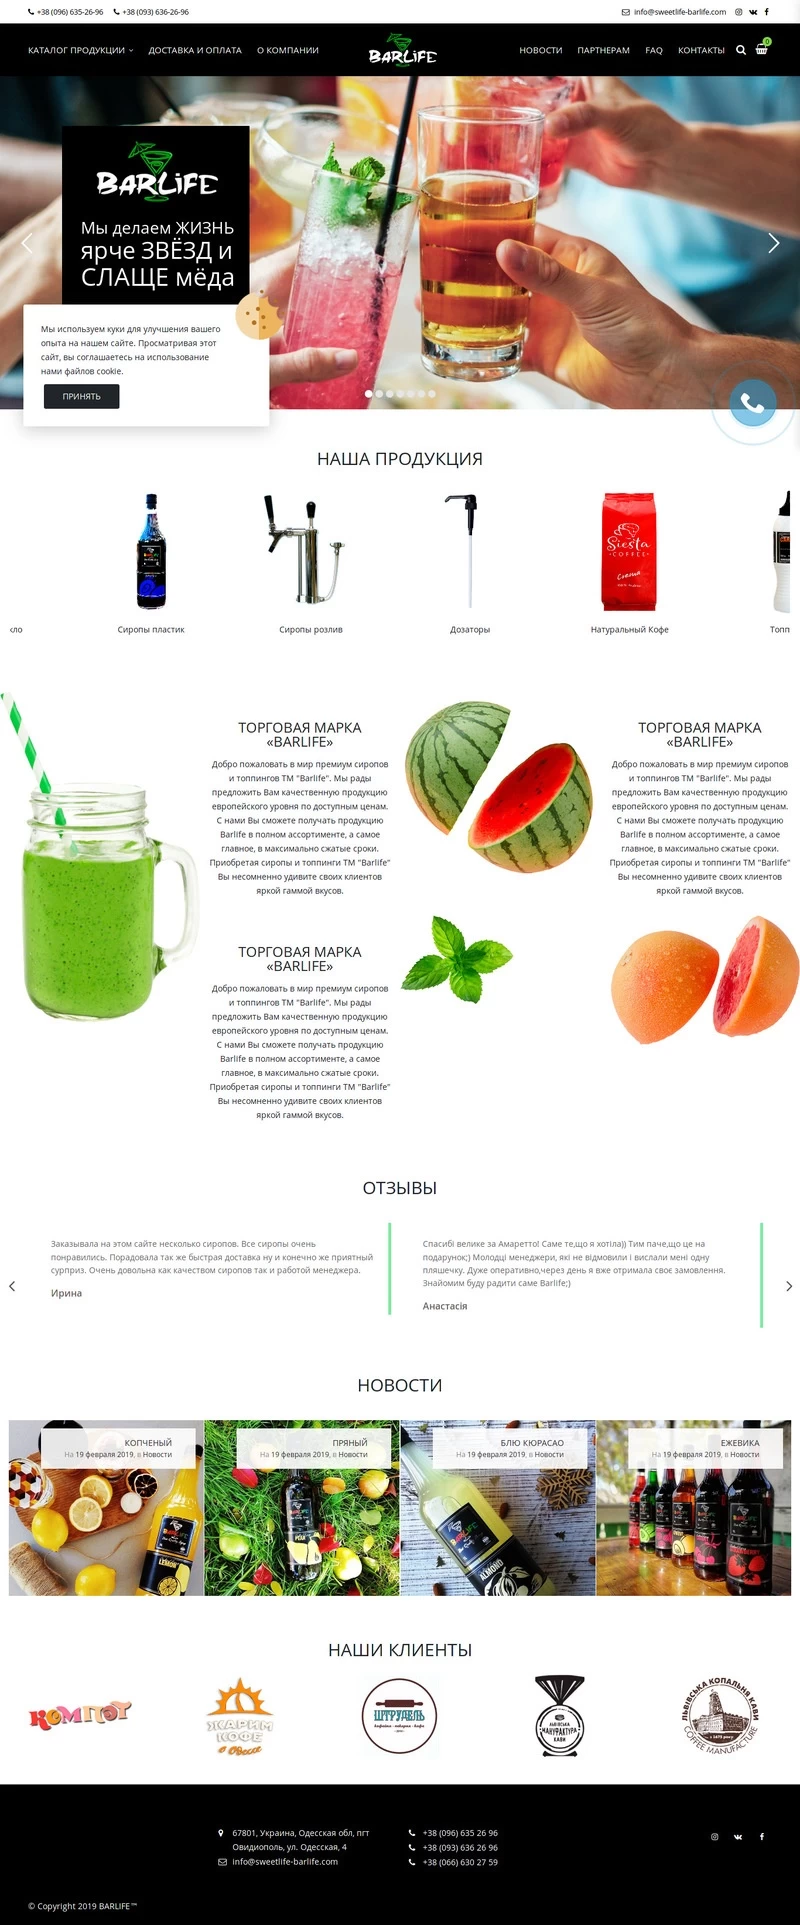 +38 (096) 635-26-96 +38 (093) 636-26-96 info@sweetlife-barlife.com
КАТАЛОГ ПРОДУКЦИИ ДОСТАВКА И ОПЛАТА О КОМПАНИИ BARLIFE НОВОСТИ ПАРТНЕРАМ FAQ КОНТАКТЫ 0
BARLIFE
Мы делаем ЖИЗНЬ
ярче ЗВЁЗД и
СЛАЩЕ мёда
Мы используем куки для улучшения вашего
опыта на нашем сайте. Просматривая этот
сайт, вы соглашаетесь на использование
нами файлов cookie.
ПРИНЯТЬ
НАША ПРОДУКЦИЯ
Siesta
COFFEE
Crema
кло Сиропы пластик Сиропы розлив Дозаторы Натуральный Кофе Топп
ТОРГОВАЯ МАРКА
«BARLIFE»
Добро пожаловать в мир премиум сиропов
и топпингов ТМ "Barlife". Мы рады
предложить Вам качественную продукцию
европейского уровня по доступным ценам.
С нами Вы сможете получать продукцию
Barlife в полном ассортименте, а самое
главное, в максимально сжатые сроки.
Приобретая сиропы и топпинги ТМ "Barlife"
Вы несомненно удивите своих клиентов
яркой гаммой вкусов.
ТОРГОВАЯ МАРКА
«BARLIFE»
Добро пожаловать в мир премиум сиропов
и топпингов ТМ "Barlife". Мы рады
предложить Вам качественную продукцию
европейского уровня по доступным ценам.
С нами Вы сможете получать продукцию
Barlife в полном ассортименте, а самое
главное, в максимально сжатые сроки.
Приобретая сиропы и топпинги ТМ "Barlife"
Вы несомненно удивите своих клиентов
яркой гаммой вкусов.
ТОРГОВАЯ МАРКА
«BARLIFE»
Добро пожаловать в мир премиум сиропов
и топпингов ТМ "Barlife". Мы рады
предложить Вам качественную продукцию
европейского уровня по доступным ценам.
С нами Вы сможете получать продукцию
Barlife в полном ассортименте, а самое
главное, в максимально сжатые сроки.
Приобретая сиропы и топпинги ТМ "Barlife"
Вы несомненно удивите своих клиентов
яркой гаммой вкусов.
ОТЗЫВЫ
Заказывала на этом сайте несколько сиропов. Все сиропы очень
понравились. Порадовала так же быстрая доставка ну и конечно же приятный
сурприз. Очень довольна как качеством сиропов так и работой менеджера.
Ирина
Спасибі велике за Амаретто! Саме те,що я хотіла)) Тим паче,що це на
подарунок;) Молодці менеджери, які не відмовили і вислали мені одну
пляшечку. Дуже оперативно,через день я вже отримала своє замовлення.
Знайомим буду радити саме Barlife;)
Анастасія
НОВОСТИ
КОПЧЕНЫЙ
На 19 февраля 2019, в Новости
BARLIFE
LEMON
ПРЯНЫЙ
На 19 февраля 2019, в Новости
BARLIFE
PEAR
БЛЮ КЮРАСАО
На 19 февраля 2019, в Новости
BARLIFE
ALMOND
ЕЖЕВИКА
На 19 февраля 2019, в Новости
BARLIFE
НАШИ КЛИЕНТЫ
КОМПОТ
ЖАРИМ
КОФЕ
в Одессе
ШТРУДЕЛЬ
ЛЬВІВСЬКА
МАНУФАКТУРА
КАВИ
ЛЬВІВСЬКА КОПАЛЬНЯ КАВИ
COFFEE MANUFACTURE
67801, Украина, Одесская обл, пгт
Овидиополь, ул. Одесская, 4
info@sweetlife-barlife.com
+38 (096) 635 26 96
+38 (093) 636 26 96
+38 (066) 630 27 59
© Copyright 2019 BARLIFE™